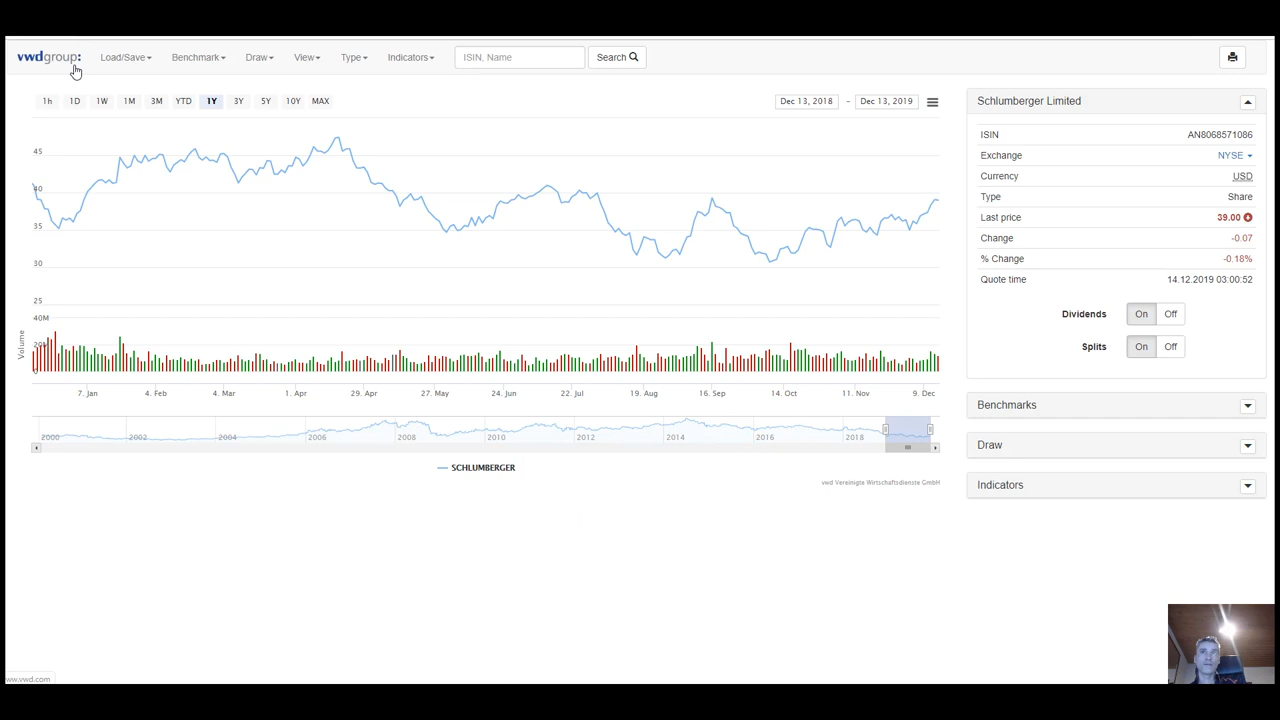 vwdgroup: Load/Save Benchmark Draw View Type Indicators ISIN, Name Search
1h 1D 1W 1M 3M YTD 1Y 3Y 5Y 10Y MAX Dec 13, 2018 - Dec 13, 2019
45
40
35
30
25
40M
20M
0
Volume
7. Jan 4. Feb 4. Mar 1. Apr 29. Apr 27. May 24. Jun 22. Jul 19. Aug 16. Sep 14. Oct 11. Nov 9. Dec
2000 2002 2004 2006 2008 2010 2012 2014 2016 2018
SCHLUMBERGER
vwd Vereinigte Wirtschaftsdienste GmbH
Schlumberger Limited
ISIN AN8068571086
Exchange NYSE
Currency USD
Type Share
Last price 39.00
Change -0.07
% Change -0.18%
Quote time 14.12.2019 03:00:52
Dividends On Off
Splits On Off
Benchmarks
Draw
Indicators
ww.vwd.com